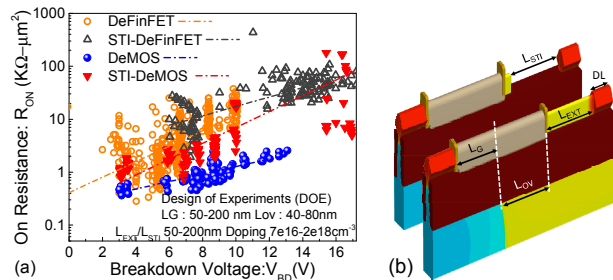 (a)
On Resistance: R_ON (KΩ–μm²)
100
10
1
0.1
DeFinFET
STI-DeFinFET
DeMOS
STI-DeMOS
Design of Experiments (DOE)
LG : 50-200 nm Lov : 40-80nm
L_EXT/L_STI 50-200nm Doping 7e16-2e18cm⁻³
0 2 4 6 8 10 12 14 16
Breakdown Voltage:V_BD(V)
L_STI
DL
L_EXT
L_G
L_OV
(b)